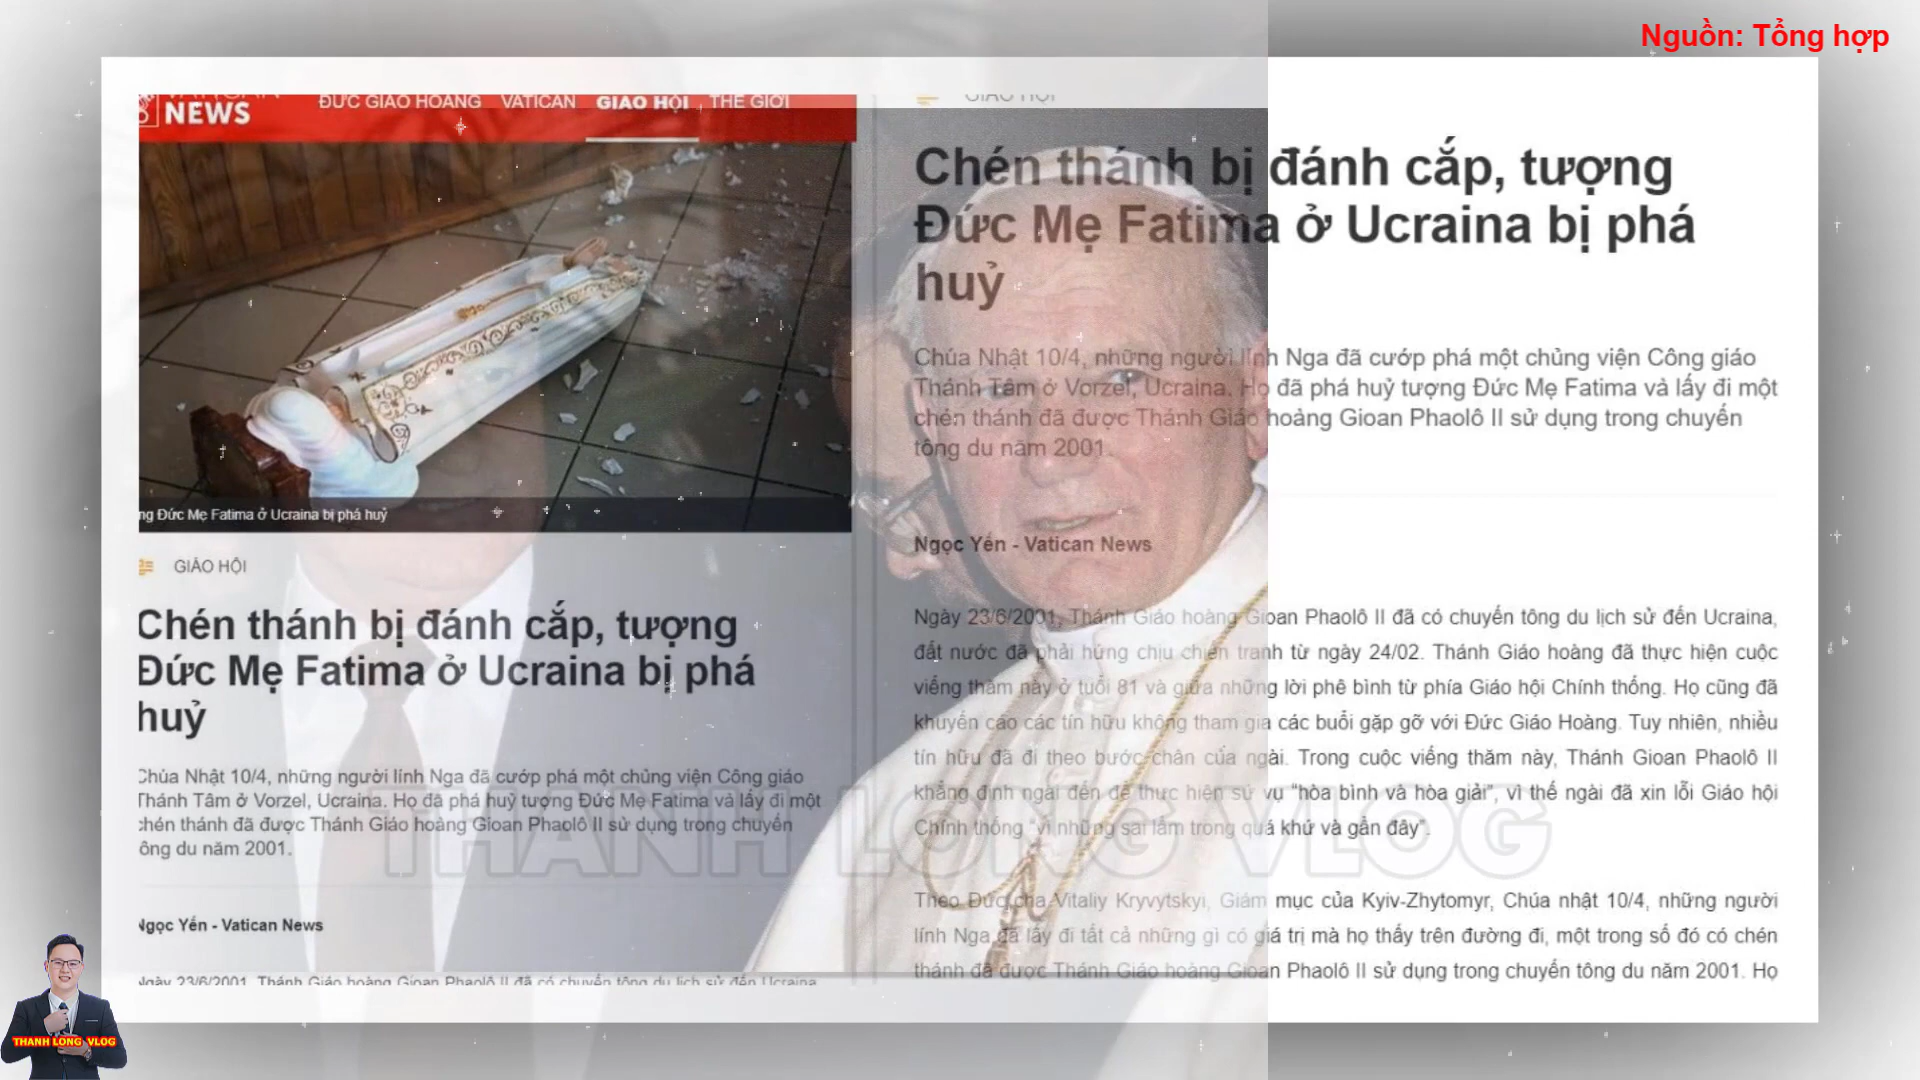 Nguồn: Tổng hợp
NEWS
ĐỨC GIÁO HOÀNG VATICAN GIÁO HỘI THẾ GIỚI
ng Đức Mẹ Fatima ở Ucraina bị phá huỷ
GIÁO HỘI
Chén thánh bị đánh cắp, tượng
Đức Mẹ Fatima ở Ucraina bị phá
huỷ
Chúa Nhật 10/4, những người lính Nga đã cướp phá một chủng viện Công giáo
Thánh Tâm ở Vorzel, Ucraina. Họ đã phá huỷ tượng Đức Mẹ Fatima và lấy đi một
chén thánh đã được Thánh Giáo hoàng Gioan Phaolô II sử dụng trong chuyến
ông du năm 2001.
Ngọc Yến - Vatican News
Ngày 23/6/2001, Thánh Giáo hoàng Gioan Phaolô II đã có chuyến tông du lịch sử đến Ucraina,
GIÁO HỘI
Chén thánh bị đánh cắp, tượng
Đức Mẹ Fatima ở Ucraina bị phá
huỷ
Chúa Nhật 10/4, những người lính Nga đã cướp phá một chủng viện Công giáo
Thánh Tâm ở Vorzel, Ucraina. Họ đã phá huỷ tượng Đức Mẹ Fatima và lấy đi một
chén thánh đã được Thánh Giáo hoàng Gioan Phaolô II sử dụng trong chuyến
tông du năm 2001.
Ngọc Yến - Vatican News
Ngày 23/6/2001, Thánh Giáo hoàng Gioan Phaolô II đã có chuyến tông du lịch sử đến Ucraina,
đất nước đã phải hứng chịu chiến tranh từ ngày 24/02. Thánh Giáo hoàng đã thực hiện cuộc
viếng thăm này ở tuổi 81 và giữa những lời phê bình từ phía Giáo hội Chính thống. Họ cũng đã
khuyến cáo các tín hữu không tham gia các buổi gặp gỡ với Đức Giáo Hoàng. Tuy nhiên, nhiều
tín hữu đã đi theo bước chân của ngài. Trong cuộc viếng thăm này, Thánh Gioan Phaolô II
khẳng định ngài đến để thực hiện sứ vụ “hòa bình và hòa giải”, vì thế ngài đã xin lỗi Giáo hội
Chính thống “vì những sai lầm trong quá khứ và gần đây”.
Theo Đức cha Vitaliy Kryvytskyi, Giám mục của Kyiv-Zhytomyr, Chúa nhật 10/4, những người
lính Nga đã lấy đi tất cả những gì có giá trị mà họ thấy trên đường đi, một trong số đó có chén
thánh đã được Thánh Giáo hoàng Gioan Phaolô II sử dụng trong chuyến tông du năm 2001. Họ
THANH LONG VLOG
THANH LONG VLOG